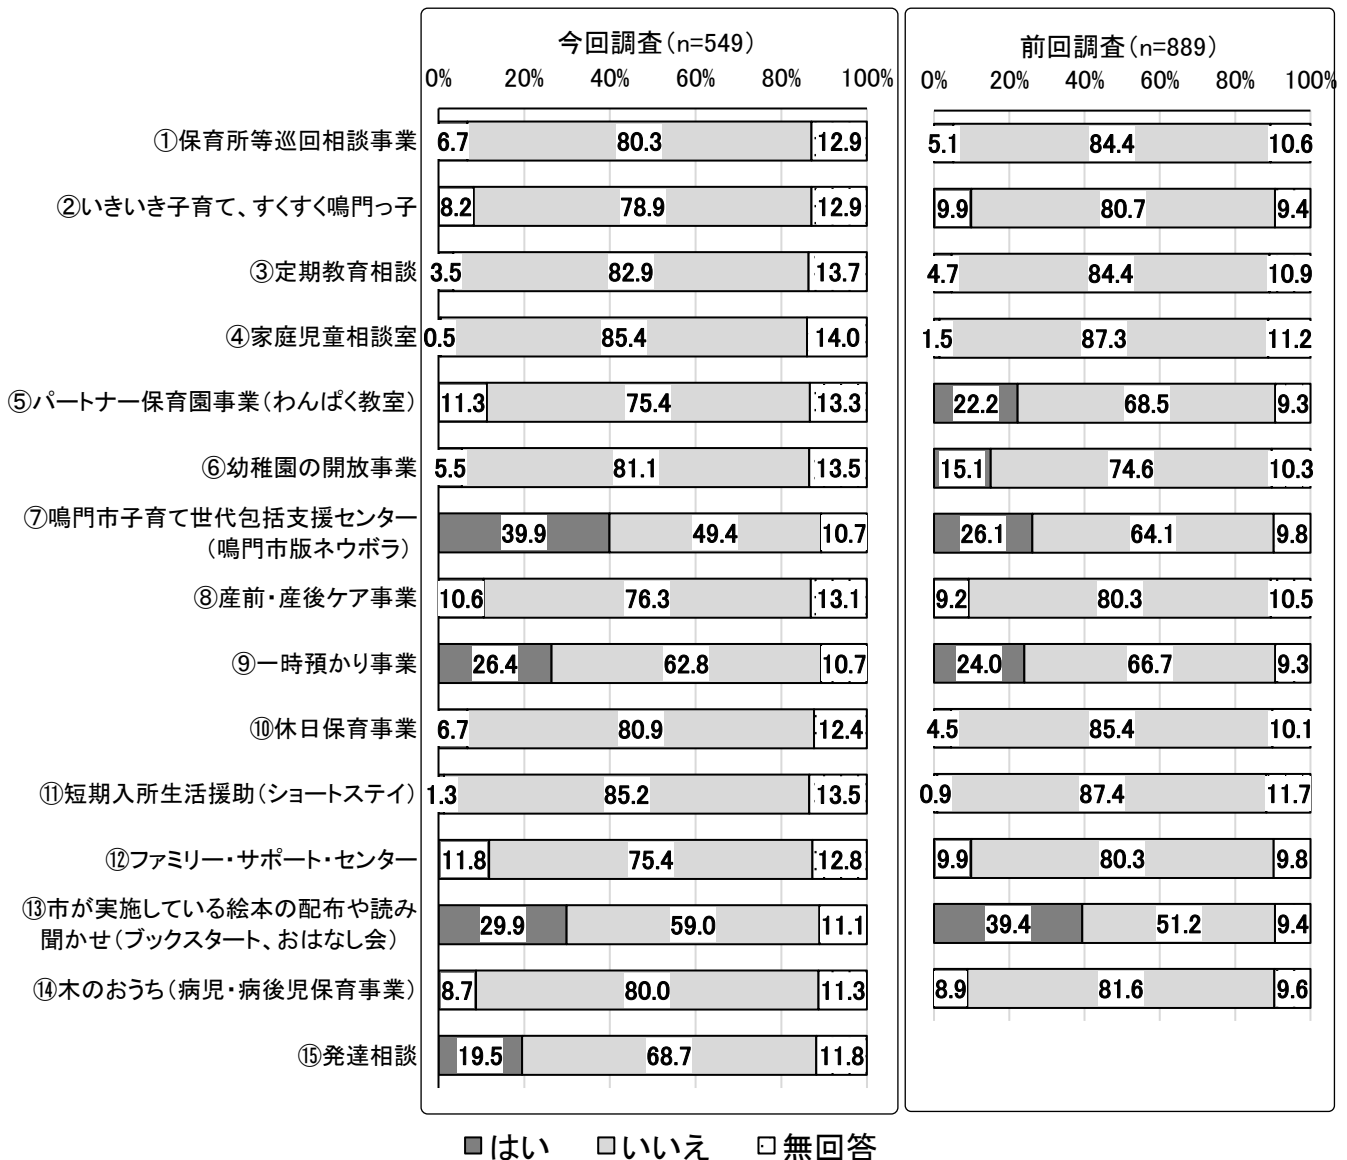 今回調査(n=549) 前回調査(n=889)
0% 20% 40% 60% 80% 100% 0% 20% 40% 60% 80% 100%
①保育所等巡回相談事業 6.7 80.3 12.9 5.1 84.4 10.6
②いきいき子育て、すくすく鳴門っ子 8.2 78.9 12.9 9.9 80.7 9.4
③定期教育相談 3.5 82.9 13.7 4.7 84.4 10.9
④家庭児童相談室 0.5 85.4 14.0 1.5 87.3 11.2
⑤パートナー保育園事業(わんぱく教室) 11.3 75.4 13.3 22.2 68.5 9.3
⑥幼稚園の開放事業 5.5 81.1 13.5 15.1 74.6 10.3
⑦鳴門市子育て世代包括支援センター
(鳴門市版ネウボラ) 39.9 49.4 10.7 26.1 64.1 9.8
⑧産前・産後ケア事業 10.6 76.3 13.1 9.2 80.3 10.5
⑨一時預かり事業 26.4 62.8 10.7 24.0 66.7 9.3
⑩休日保育事業 6.7 80.9 12.4 4.5 85.4 10.1
⑪短期入所生活援助(ショートステイ) 1.3 85.2 13.5 0.9 87.4 11.7
⑫ファミリー・サポート・センター 11.8 75.4 12.8 9.9 80.3 9.8
⑬市が実施している絵本の配布や読み
聞かせ(ブックスタート、おはなし会) 29.9 59.0 11.1 39.4 51.2 9.4
⑭木のおうち(病児・病後児保育事業) 8.7 80.0 11.3 8.9 81.6 9.6
⑮発達相談 19.5 68.7 11.8
はい いいえ 無回答